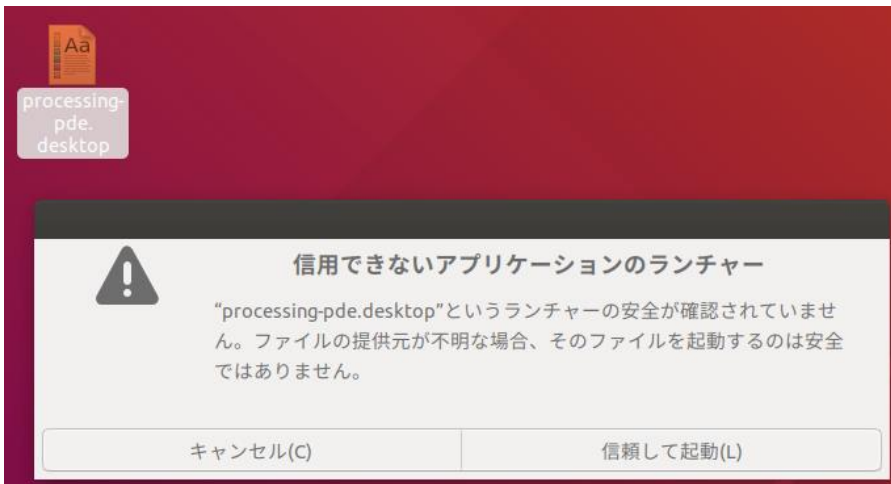 Aa
processing-
pde.
desktop
信用できないアプリケーションのランチャー
“processing-pde.desktop”というランチャーの安全が確認されていませ
ん。ファイルの提供元が不明な場合、そのファイルを起動するのは安全
ではありません。
キャンセル(C)
信頼して起動(L)